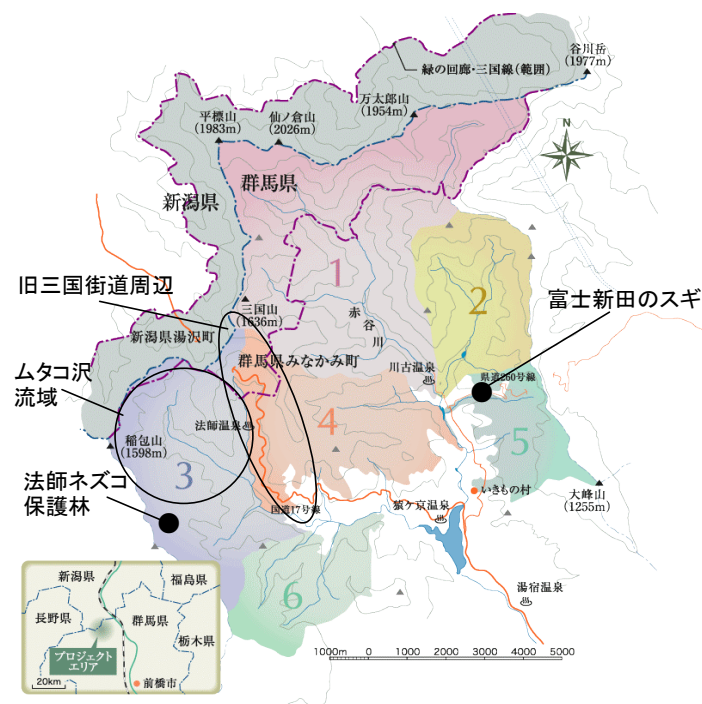 谷川岳
(1977m)
緑の回廊・三国線（範囲）
万太郎山
(1954m)
平標山
(1983m)
仙ノ倉山
(2026m)
N
群馬県
新潟県
1
2
旧三国街道周辺
富士新田のスギ
三国山
(1636m)
赤谷川
新潟県湯沢町
群馬県みなかみ町
川古温泉
県道260号線
ムタコ沢
流域
法師温泉
4
5
稲包山
(1598m)
3
法師ネズコ
保護林
いきもの村
大峰山
(1255m)
国道17号線
猿ヶ京温泉
6
湯宿温泉
新潟県
福島県
長野県
群馬県
栃木県
プロジェクト
エリア
20km
前橋市
1000m 0 1000 2000 3000 4000 5000